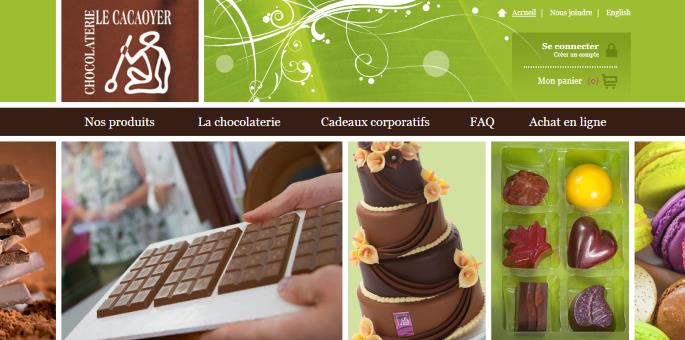 CHOCOLATERIE
LE CACAOYER
Accueil | Nous joindre | English
Se connecter
Créer un compte
Mon panier (0)
Nos produits La chocolaterie Cadeaux corporatifs FAQ Achat en ligne